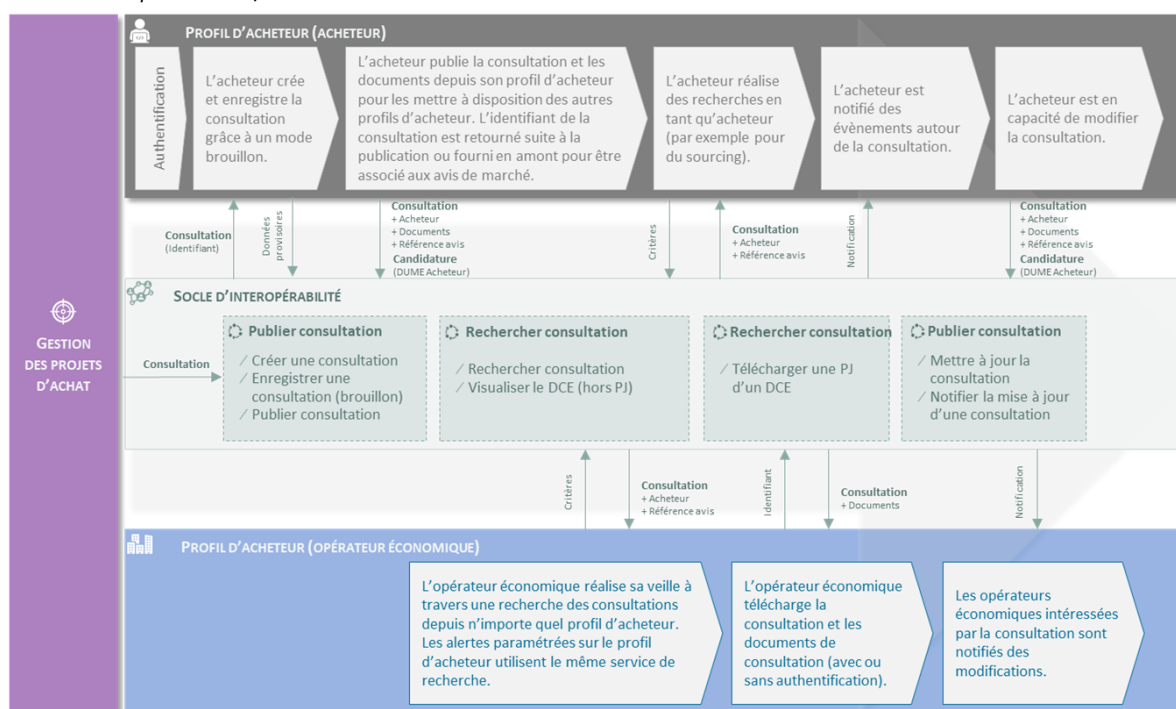 PROFIL D'ACHETEUR (ACHETEUR)
Authentification
L'acheteur crée
et enregistre la
consultation
grâce à un mode
brouillon.
L'acheteur publie la consultation et les
documents depuis son profil d'acheteur
pour les mettre à disposition des autres
profils d'acheteur. L'identifiant de la
consultation est retourné suite à la
publication ou fourni en amont pour être
associé aux avis de marché.
L'acheteur réalise
des recherches en
tant qu'acheteur
(par exemple pour
du sourcing).
L'acheteur est
notifié des
évènements autour
de la consultation.
L'acheteur est en
capacité de modifier
la consultation.
Consultation
(Identifiant)
Données
provisoires
Consultation
+ Acheteur
+ Documents
+ Référence avis
Candidature
(DUME Acheteur)
Critères
Consultation
+ Acheteur
+ Référence avis
Notification
Consultation
+ Acheteur
+ Documents
+ Référence avis
Candidature
(DUME Acheteur)
GESTION
DES PROJETS
D'ACHAT
SOCLE D'INTEROPÉRABILITÉ
Consultation
Publier consultation
/ Créer une consultation
/ Enregistrer une
consultation (brouillon)
/ Publier consultation
Rechercher consultation
/ Rechercher consultation
/ Visualiser le DCE (hors PJ)
Rechercher consultation
/ Télécharger une PJ
d'un DCE
Publier consultation
/ Mettre à jour la
consultation
/ Notifier la mise à jour
d'une consultation
Critères
Consultation
+ Acheteur
+ Référence avis
Identifiant
Consultation
+ Documents
Notification
PROFIL D'ACHETEUR (OPÉRATEUR ÉCONOMIQUE)
L'opérateur économique réalise sa veille à
travers une recherche des consultations
depuis n'importe quel profil d'acheteur.
Les alertes paramétrées sur le profil
d'acheteur utilisent le même service de
recherche.
L'opérateur économique
télécharge la
consultation et les
documents de
consultation (avec ou
sans authentification).
Les opérateurs
économiques intéressées
par la consultation sont
notifiés des
modifications.